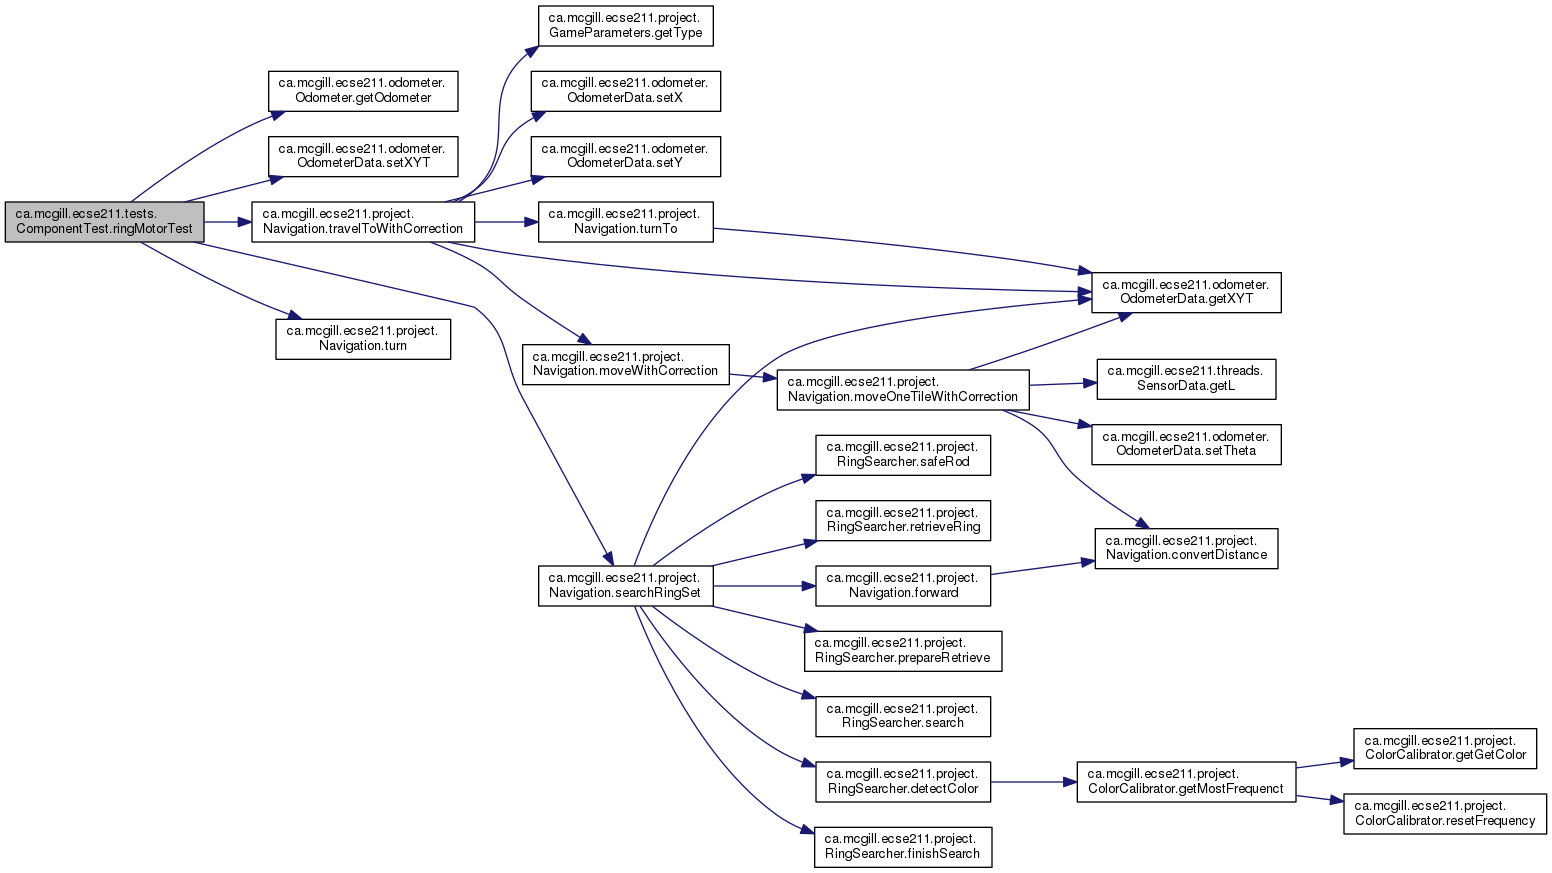 ca.mcgill.ecse211.project.
GameParameters.getType
ca.mcgill.ecse211.odometer.
Odometer.getOdometer
ca.mcgill.ecse211.odometer.
OdometerData.setX
ca.mcgill.ecse211.odometer.
OdometerData.setXYT
ca.mcgill.ecse211.odometer.
OdometerData.setY
ca.mcgill.ecse211.tests.
ComponentTest.ringMotorTest
ca.mcgill.ecse211.project.
Navigation.travelToWithCorrection
ca.mcgill.ecse211.project.
Navigation.turnTo
ca.mcgill.ecse211.odometer.
OdometerData.getXYT
ca.mcgill.ecse211.project.
Navigation.turn
ca.mcgill.ecse211.project.
Navigation.moveWithCorrection
ca.mcgill.ecse211.project.
Navigation.moveOneTileWithCorrection
ca.mcgill.ecse211.threads.
SensorData.getL
ca.mcgill.ecse211.odometer.
OdometerData.setTheta
ca.mcgill.ecse211.project.
RingSearcher.safeRod
ca.mcgill.ecse211.project.
RingSearcher.retrieveRing
ca.mcgill.ecse211.project.
Navigation.convertDistance
ca.mcgill.ecse211.project.
Navigation.searchRingSet
ca.mcgill.ecse211.project.
Navigation.forward
ca.mcgill.ecse211.project.
RingSearcher.prepareRetrieve
ca.mcgill.ecse211.project.
RingSearcher.search
ca.mcgill.ecse211.project.
RingSearcher.detectColor
ca.mcgill.ecse211.project.
ColorCalibrator.getMostFrequenct
ca.mcgill.ecse211.project.
ColorCalibrator.getGetColor
ca.mcgill.ecse211.project.
ColorCalibrator.resetFrequency
ca.mcgill.ecse211.project.
RingSearcher.finishSearch